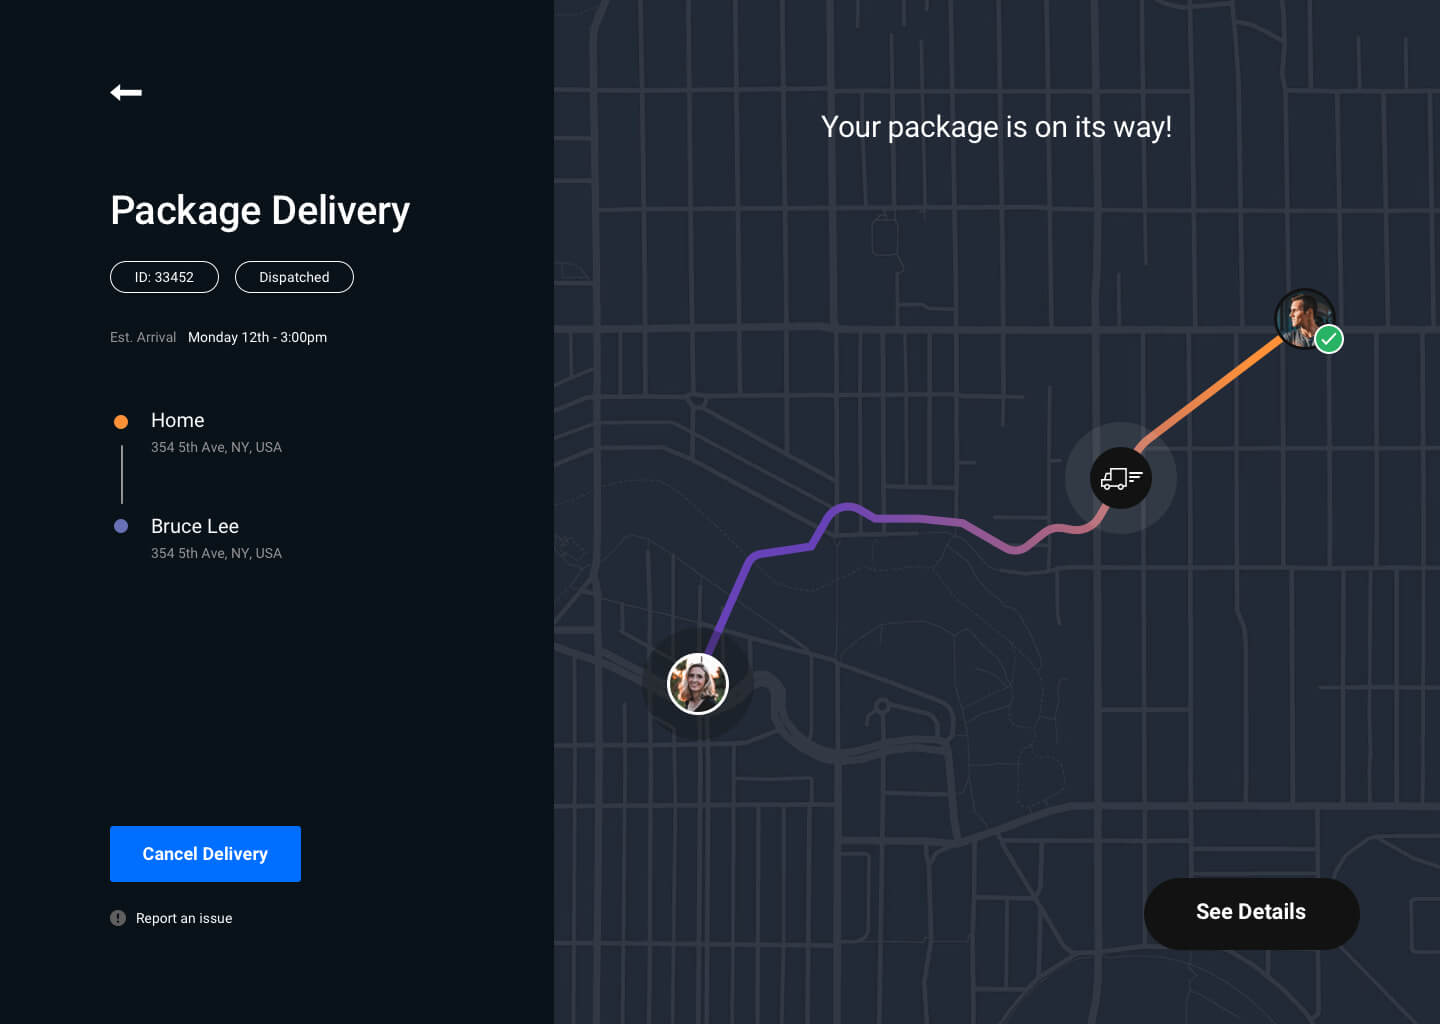 Package Delivery
ID: 33452
Dispatched
Est. Arrival Monday 12th - 3:00pm
Home
354 5th Ave, NY, USA
Bruce Lee
354 5th Ave, NY, USA
Cancel Delivery
Report an issue
Your package is on its way!
See Details